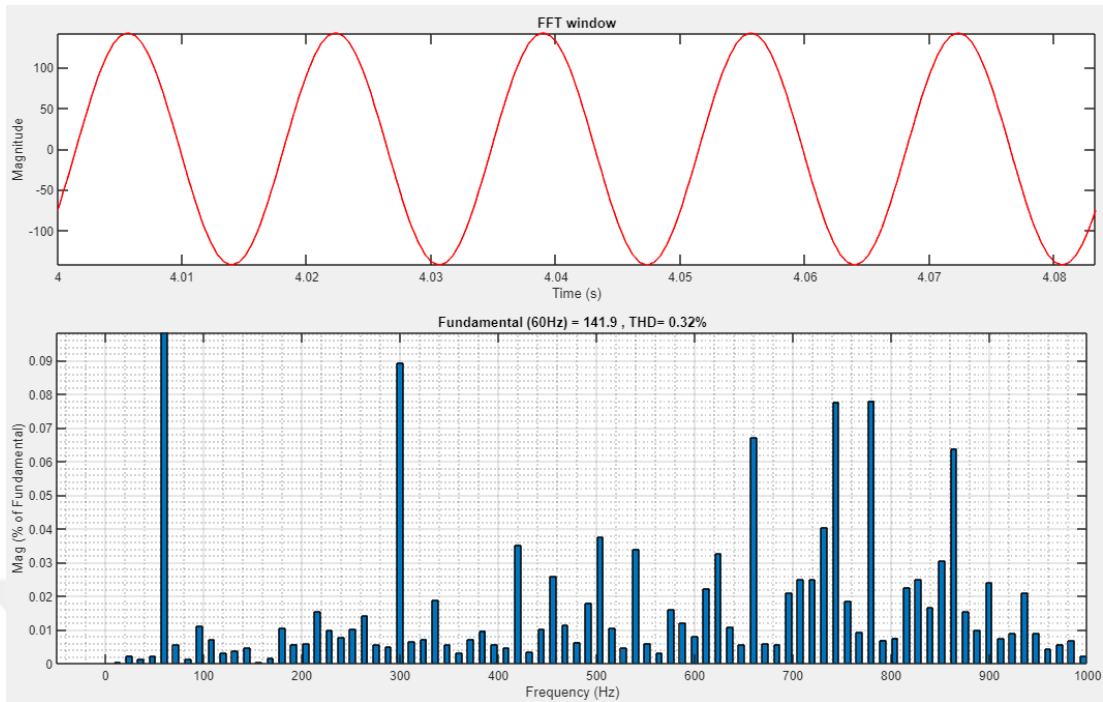 FFT window
100
50
0
-50
-100
Magnitude
4 4.01 4.02 4.03 4.04 4.05 4.06 4.07 4.08
Time (s)
Fundamental (60Hz) = 141.9 , THD= 0.32%
0.09
0.08
0.07
0.06
0.05
0.04
0.03
0.02
0.01
0
Mag (% of Fundamental)
0 100 200 300 400 500 600 700 800 900 1000
Frequency (Hz)